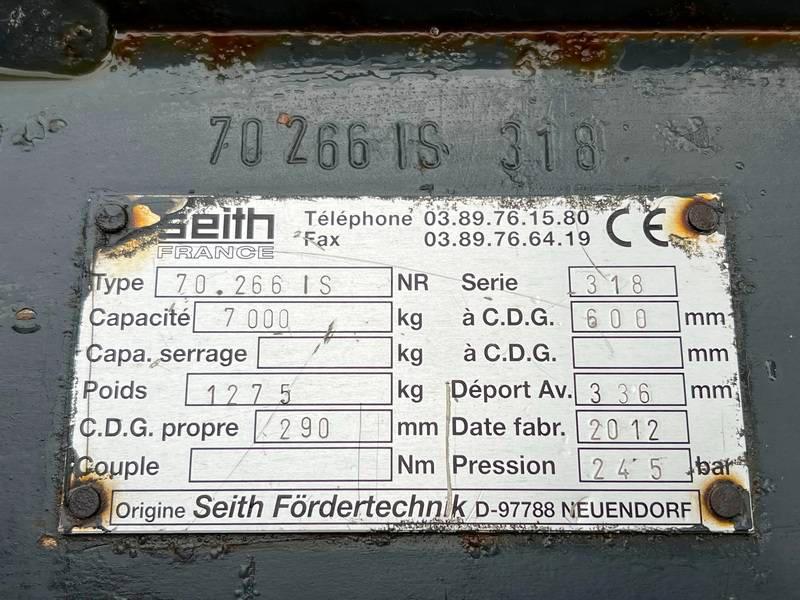 70 266 IS 318
seith FRANCE
Téléphone 03.89.76.15.80
Fax 03.89.76.64.19
CE
Type 70.266 IS NR Serie 318
Capacité 7000 kg à C.D.G. 600 mm
Capa. serrage kg à C.D.G. mm
Poids 1275 kg Déport Av. 336 mm
C.D.G. propre 290 mm Date fabr. 2012
Couple Nm Pression 245 bar
Origine Seith Fördertechnik D-97788 NEUENDORF